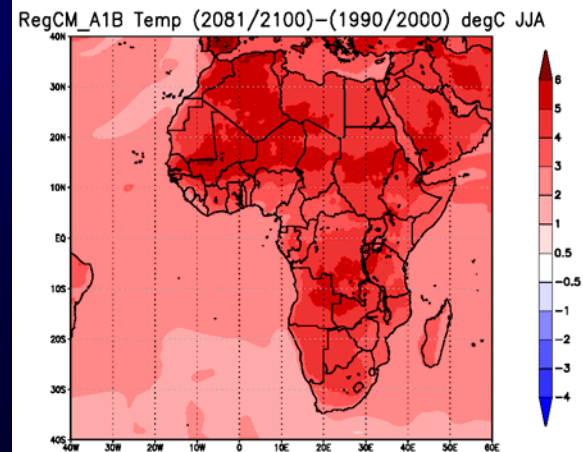 RegCM_A1B Temp (2081/2100)-(1990/2000) degC JJA
40N
30N
20N
10N
EQ
10S
20S
30S
40S
40W 30W 20W 10W 0 10E 20E 30E 40E 50E 60E
6
5
4
3
2
1
0.5
-0.5
-1
-2
-3
-4